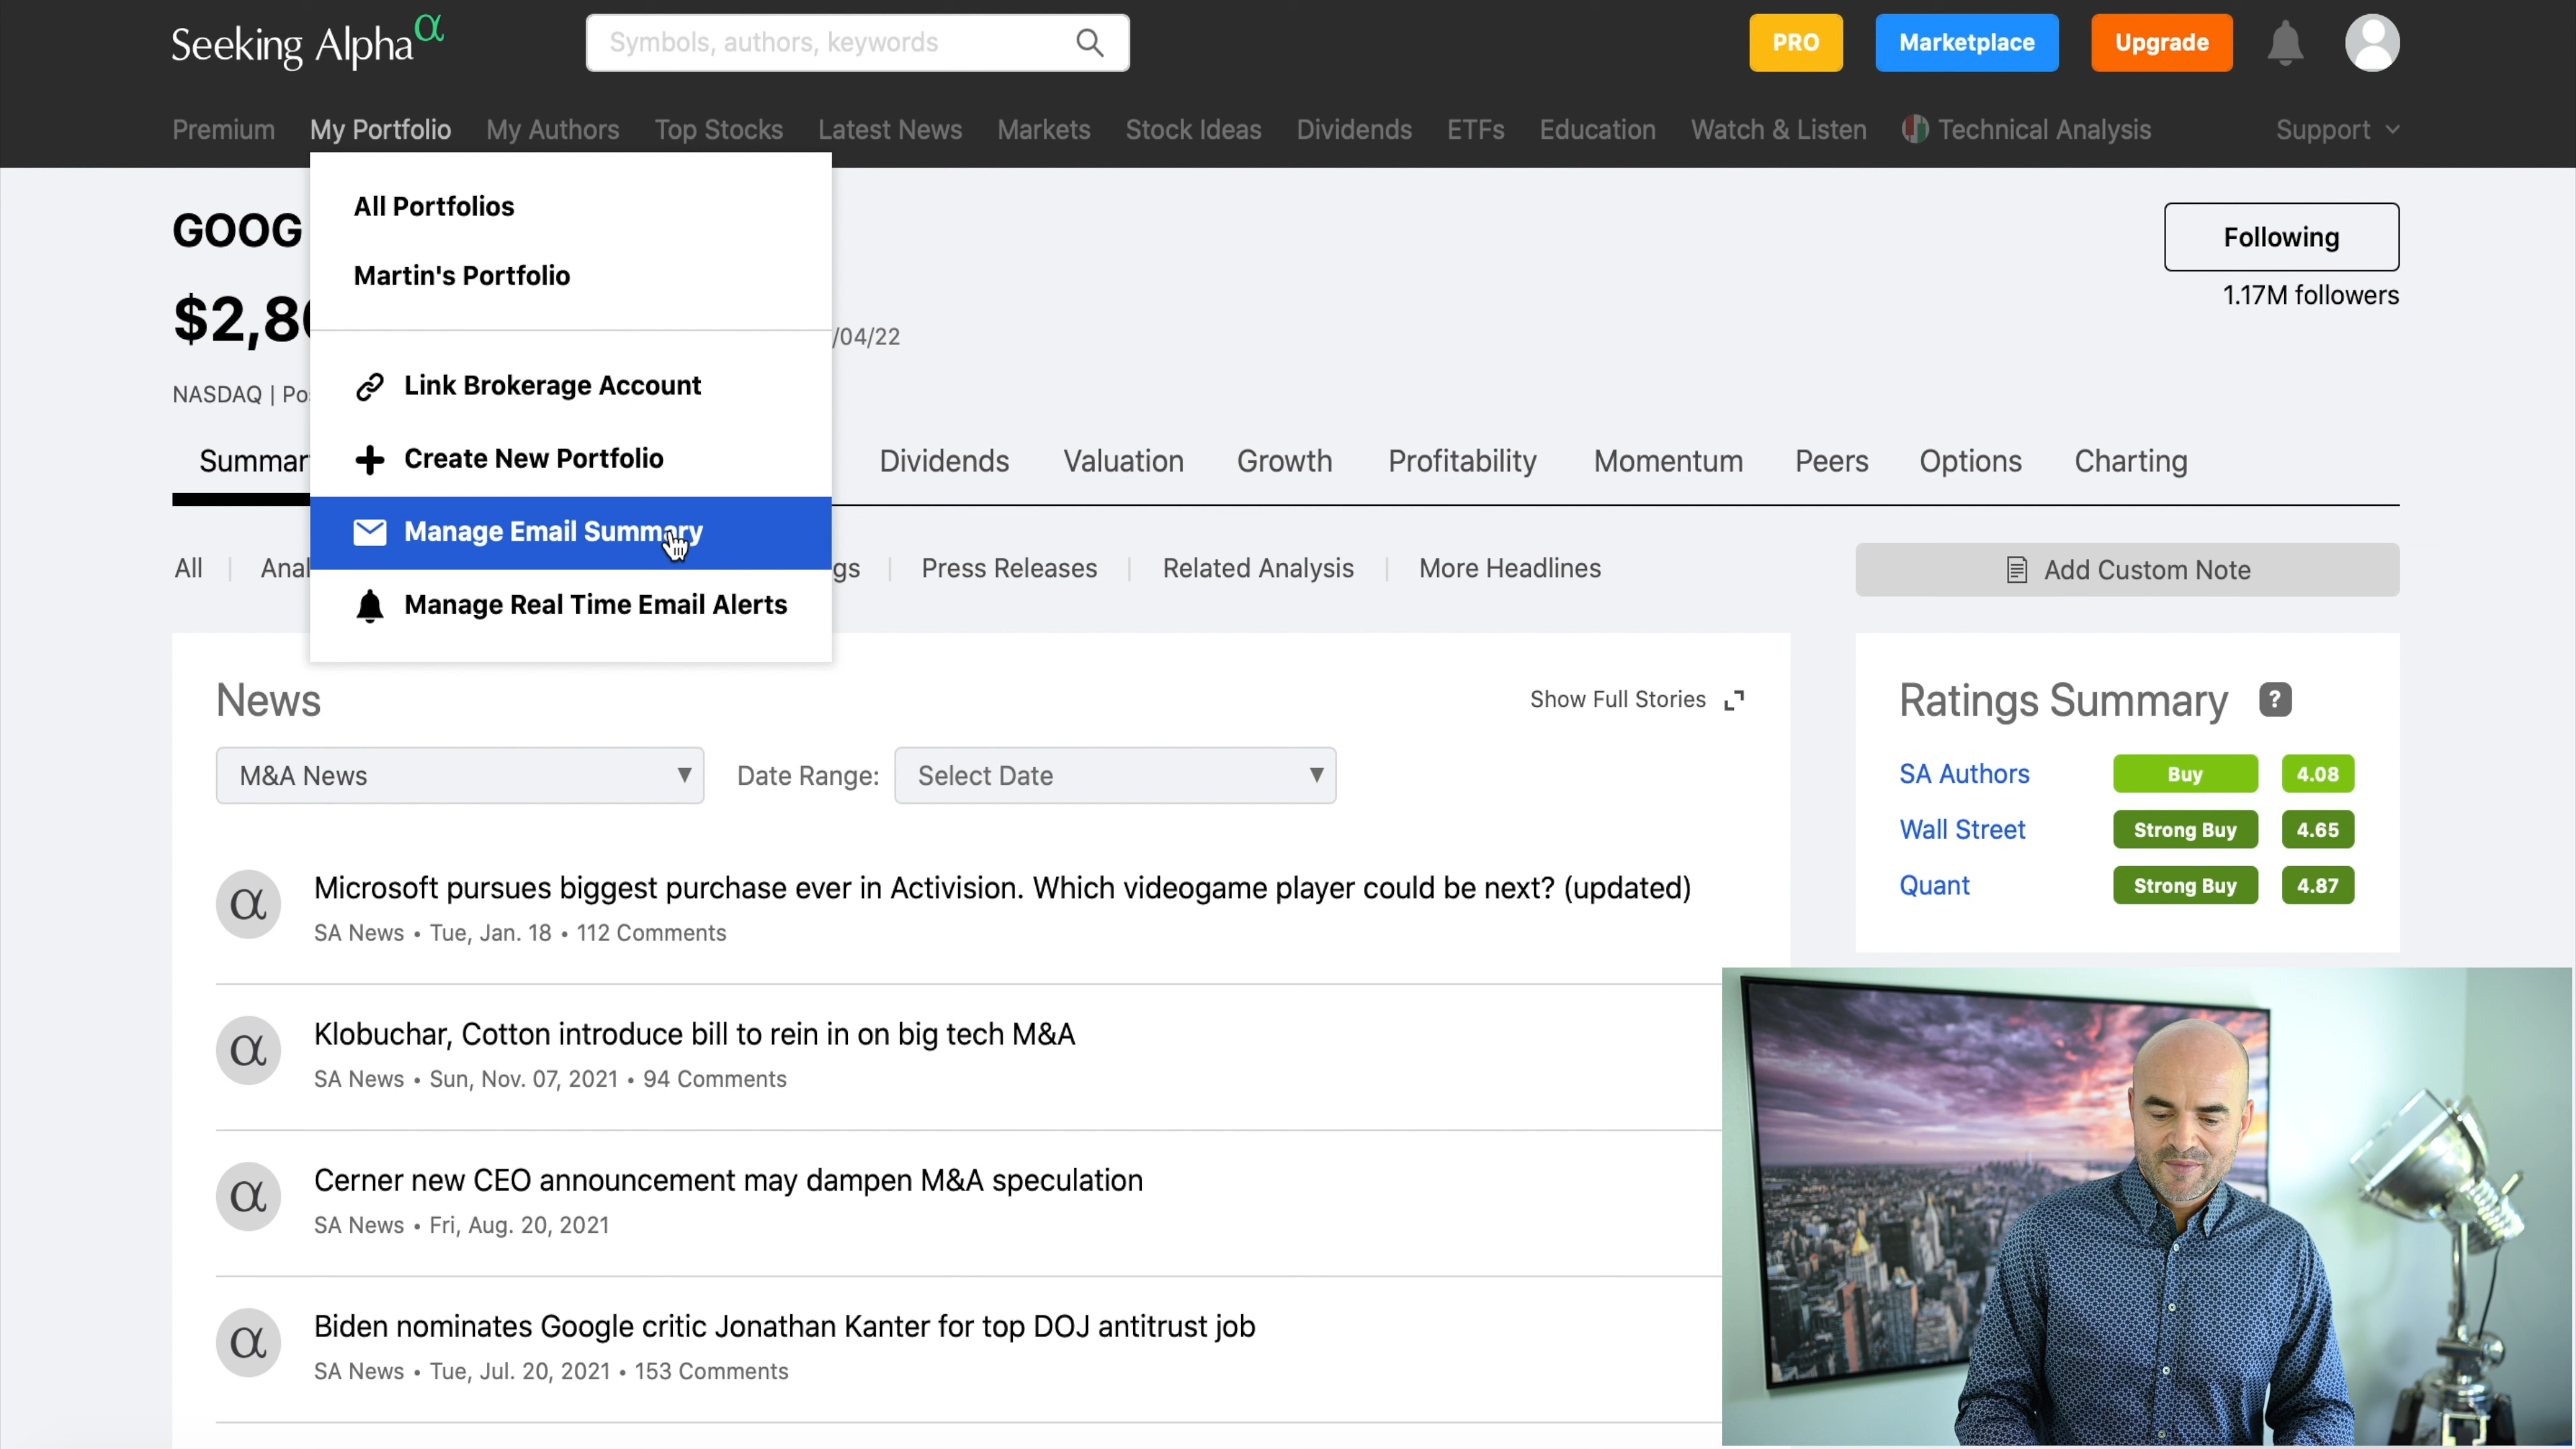 Seeking Alpha α
Symbols, authors, keywords
PRO
Marketplace
Upgrade
Premium
My Portfolio
My Authors
Top Stocks
Latest News
Markets
Stock Ideas
Dividends
ETFs
Education
Watch & Listen
Technical Analysis
Support
All Portfolios
Martin's Portfolio
Link Brokerage Account
Create New Portfolio
Manage Email Summary
Manage Real Time Email Alerts
GOOG
/04/22
NASDAQ |
Following
1.17M followers
Dividends
Valuation
Growth
Profitability
Momentum
Peers
Options
Charting
All
Press Releases
Related Analysis
More Headlines
Add Custom Note
News
Show Full Stories
M&A News
Date Range:
Select Date
α
Microsoft pursues biggest purchase ever in Activision. Which videogame player could be next? (updated)
SA News • Tue, Jan. 18 • 112 Comments
α
Klobuchar, Cotton introduce bill to rein in on big tech M&A
SA News • Sun, Nov. 07, 2021 • 94 Comments
α
Cerner new CEO announcement may dampen M&A speculation
SA News • Fri, Aug. 20, 2021
α
Biden nominates Google critic Jonathan Kanter for top DOJ antitrust job
SA News • Tue, Jul. 20, 2021 • 153 Comments
Ratings Summary ?
SA Authors Buy 4.08
Wall Street Strong Buy 4.65
Quant Strong Buy 4.87